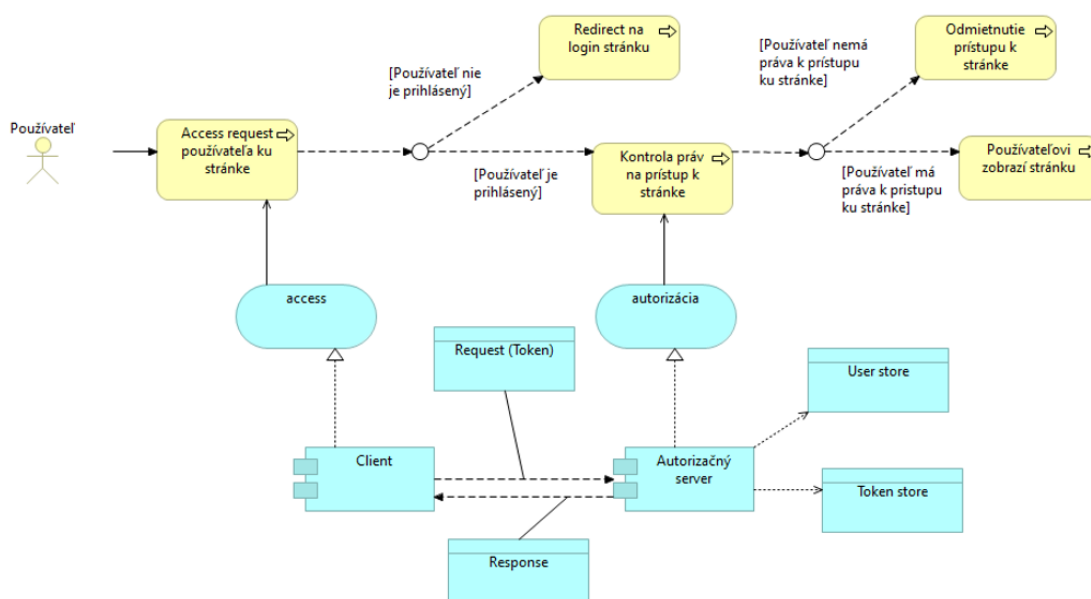 Redirect na
login stránku
Odmietnutie
prístupu k
stránke
[Používateľ nie
je prihlásený]
[Používateľ nemá
práva k prístupu
ku stránke]
Používateľ
Access request
používateľa ku
stránke
Kontrola práv
na prístup k
stránke
Používateľovi
zobrazí stránku
[Používateľ je
prihlásený]
[Používateľ má
práva k pristupu
ku stránke]
access
autorizácia
Request (Token)
User store
Client
Autorizačný
server
Token store
Response